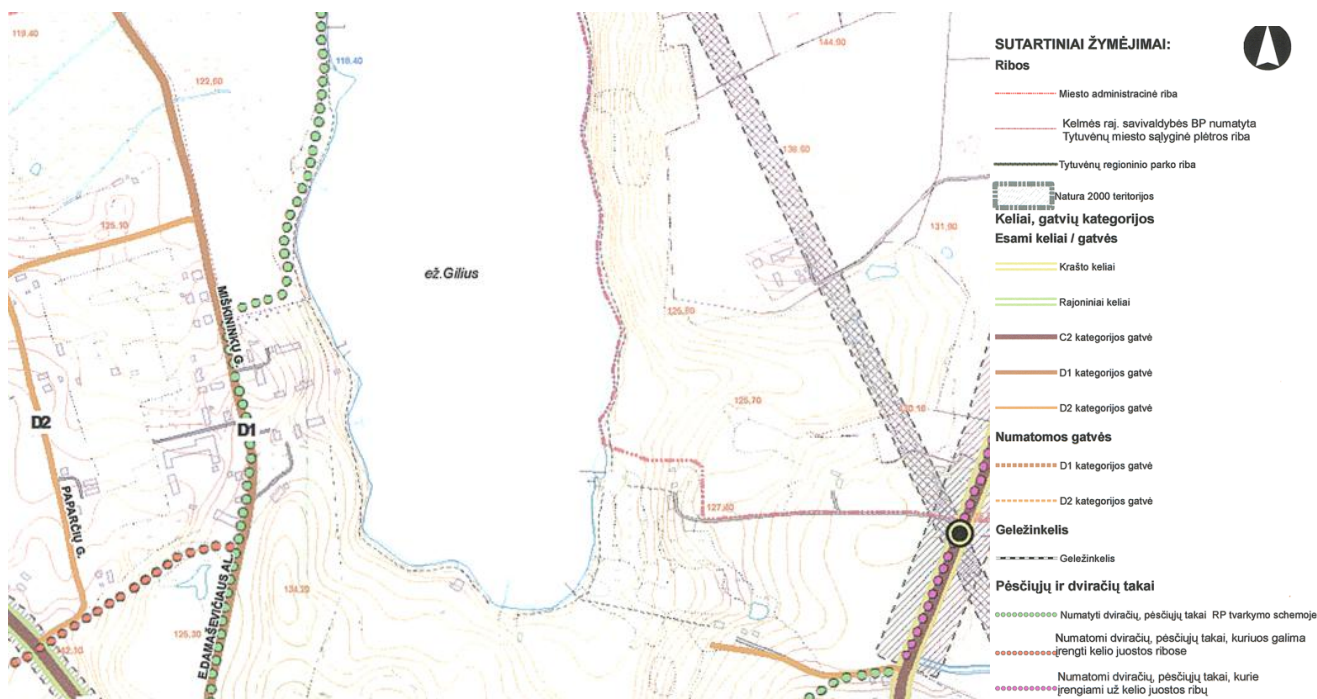 119.40
122,60
119.40
144.60
138.60
131,60
125.10
ež.Gilius
125,80
MIŠKININKŲ G.
D2
D1
125,70
PAPARČIŲ G.
127.40
E.DAMAŠEVIČIAUS AL.
134,20
125,30
SUTARTINIAI ŽYMĖJIMAI:
Ribos
Miesto administracinė riba
Kelmės raj. savivaldybės BP numatyta
Tytuvėnų miesto sąlyginė plėtros riba
Tytuvėnų regioninio parko riba
Natura 2000 teritorijos
Keliai, gatvių kategorijos
Esami keliai / gatvės
Krašto keliai
Rajoniniai keliai
C2 kategorijos gatvė
D1 kategorijos gatvė
D2 kategorijos gatvė
Numatomos gatvės
D1 kategorijos gatvė
D2 kategorijos gatvė
Geležinkelis
Geležinkelis
Pėsčiųjų ir dviračių takai
Numatyti dviračių, pėsčiųjų takai RP tvarkymo schemoje
Numatomi dviračių, pėsčiųjų takai, kuriuos galima
įrengti kelio juostos ribose
Numatomi dviračių, pėsčiųjų takai, kurie
įrengiami už kelio juostos ribų